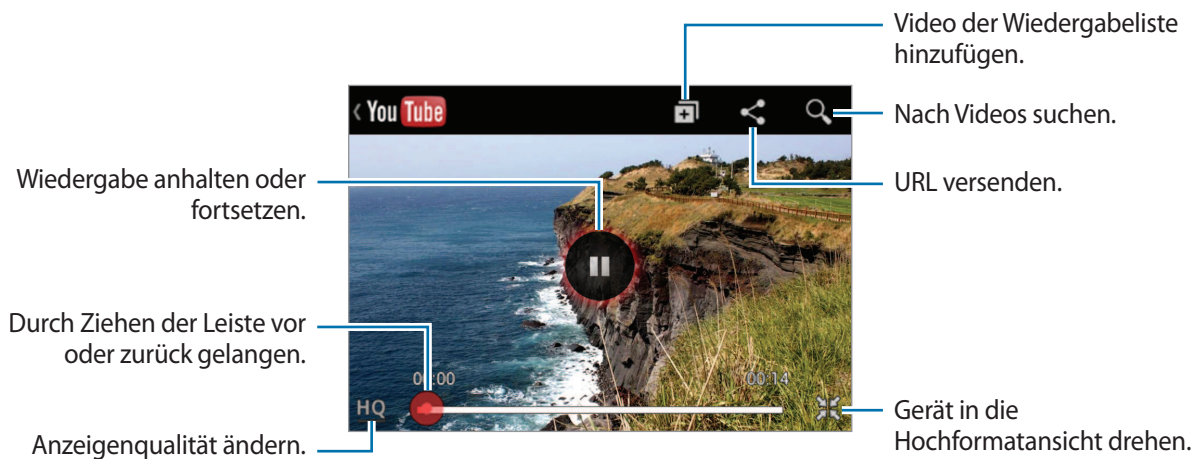 Video der Wiedergabeliste
hinzufügen.
You Tube
Nach Videos suchen.
URL versenden.
Wiedergabe anhalten oder
fortsetzen.
Durch Ziehen der Leiste vor
oder zurück gelangen.
00:00
00:14
HQ
Anzeigenqualität ändern.
Gerät in die
Hochformatansicht drehen.